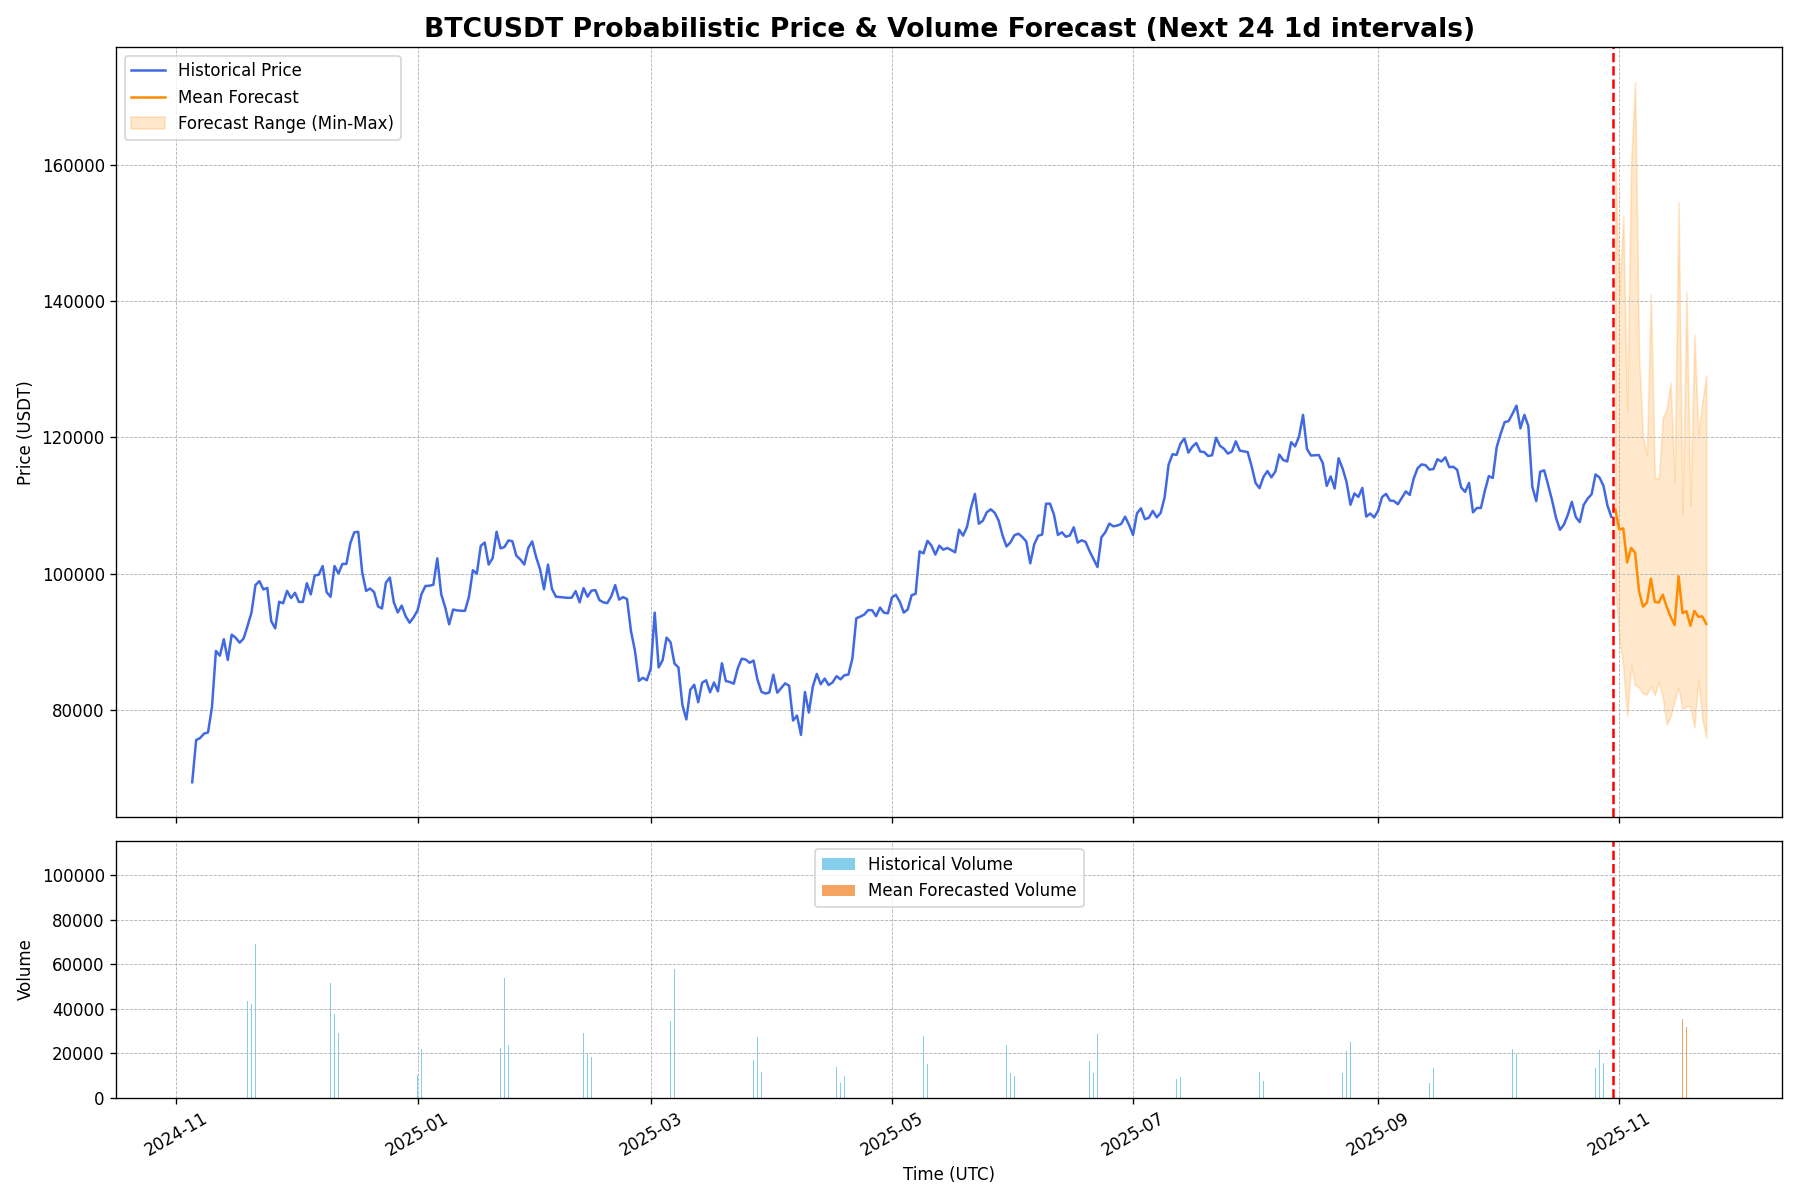 BTCUSDT Probabilistic Price & Volume Forecast (Next 24 1d intervals)
Historical Price
Mean Forecast
Forecast Range (Min-Max)
Price (USDT)
160000
140000
120000
100000
80000
Historical Volume
Mean Forecasted Volume
Volume
100000
80000
60000
40000
20000
0
2024-11
2025-01
2025-03
2025-05
2025-07
2025-09
2025-11
Time (UTC)